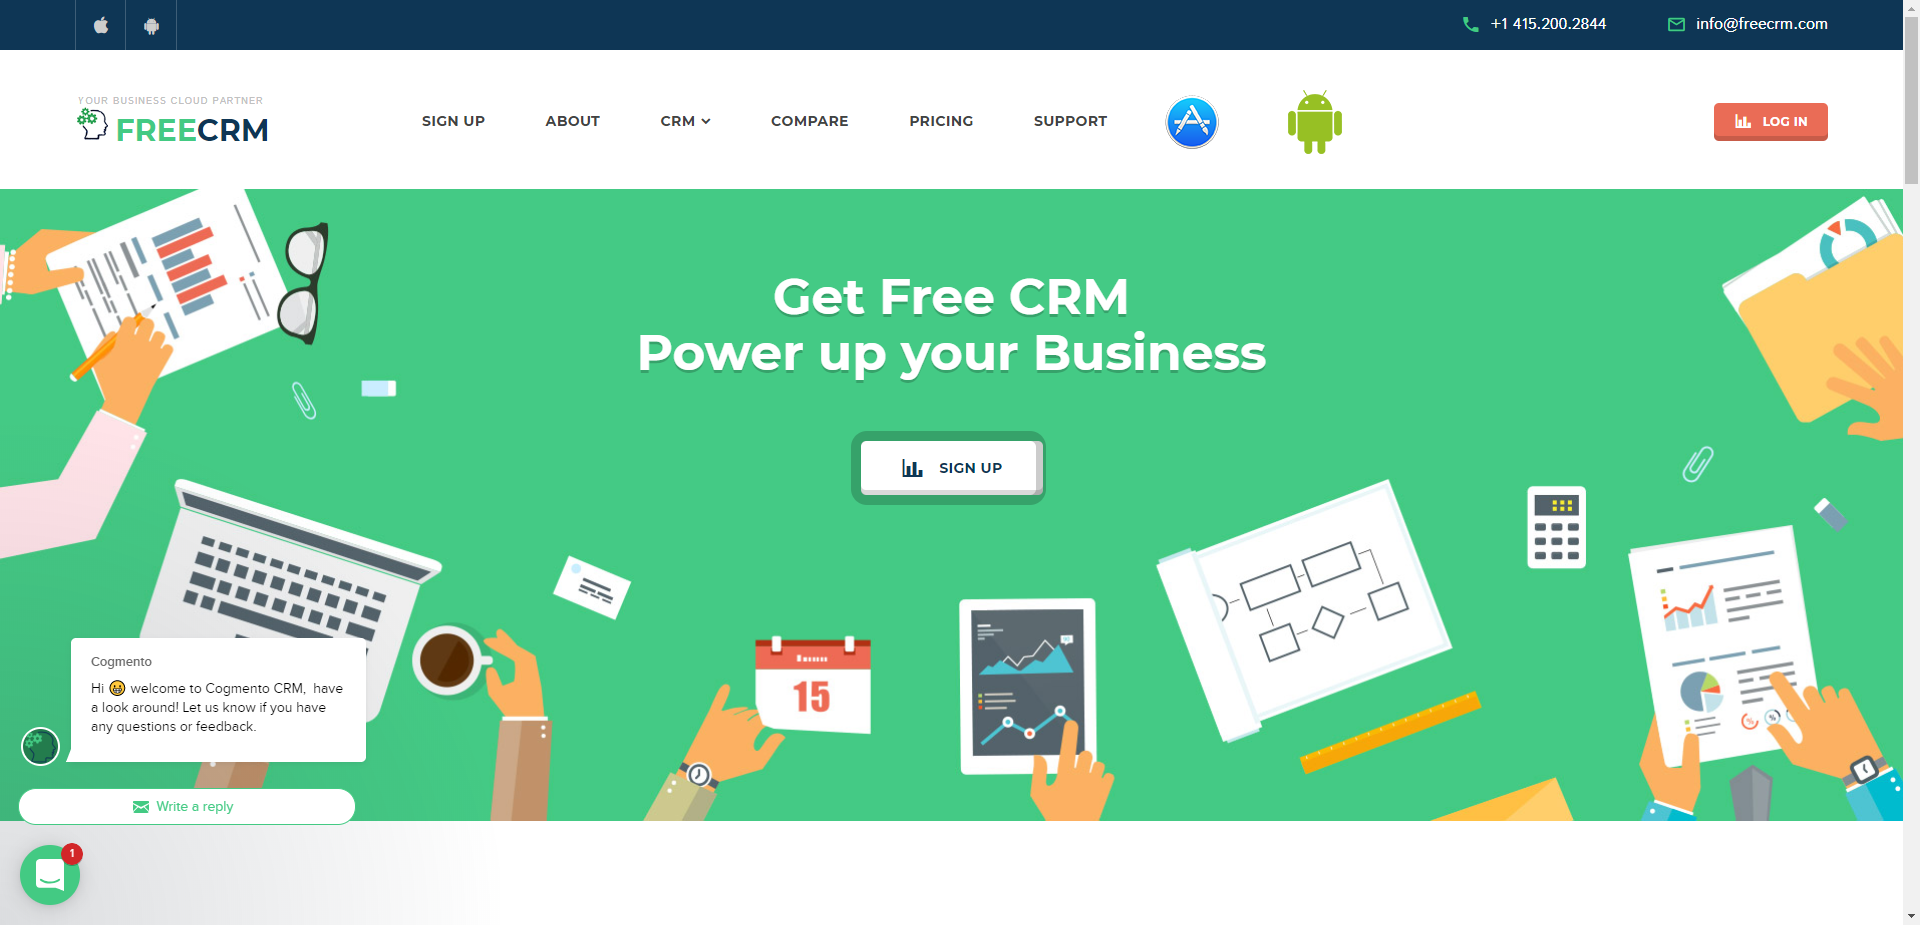 +1 415.200.2844
info@freecrm.com
YOUR BUSINESS CLOUD PARTNER
FREECRM
SIGN UP
ABOUT
CRM
COMPARE
PRICING
SUPPORT
LOG IN
Get Free CRM
Power up your Business
SIGN UP
15
Cogmento
Hi welcome to Cogmento CRM, have
a look around! Let us know if you have
any questions or feedback.
Write a reply
1